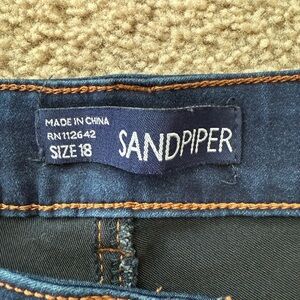 MADE IN CHINA
RN112642
SIZE 18
SANDPIPER